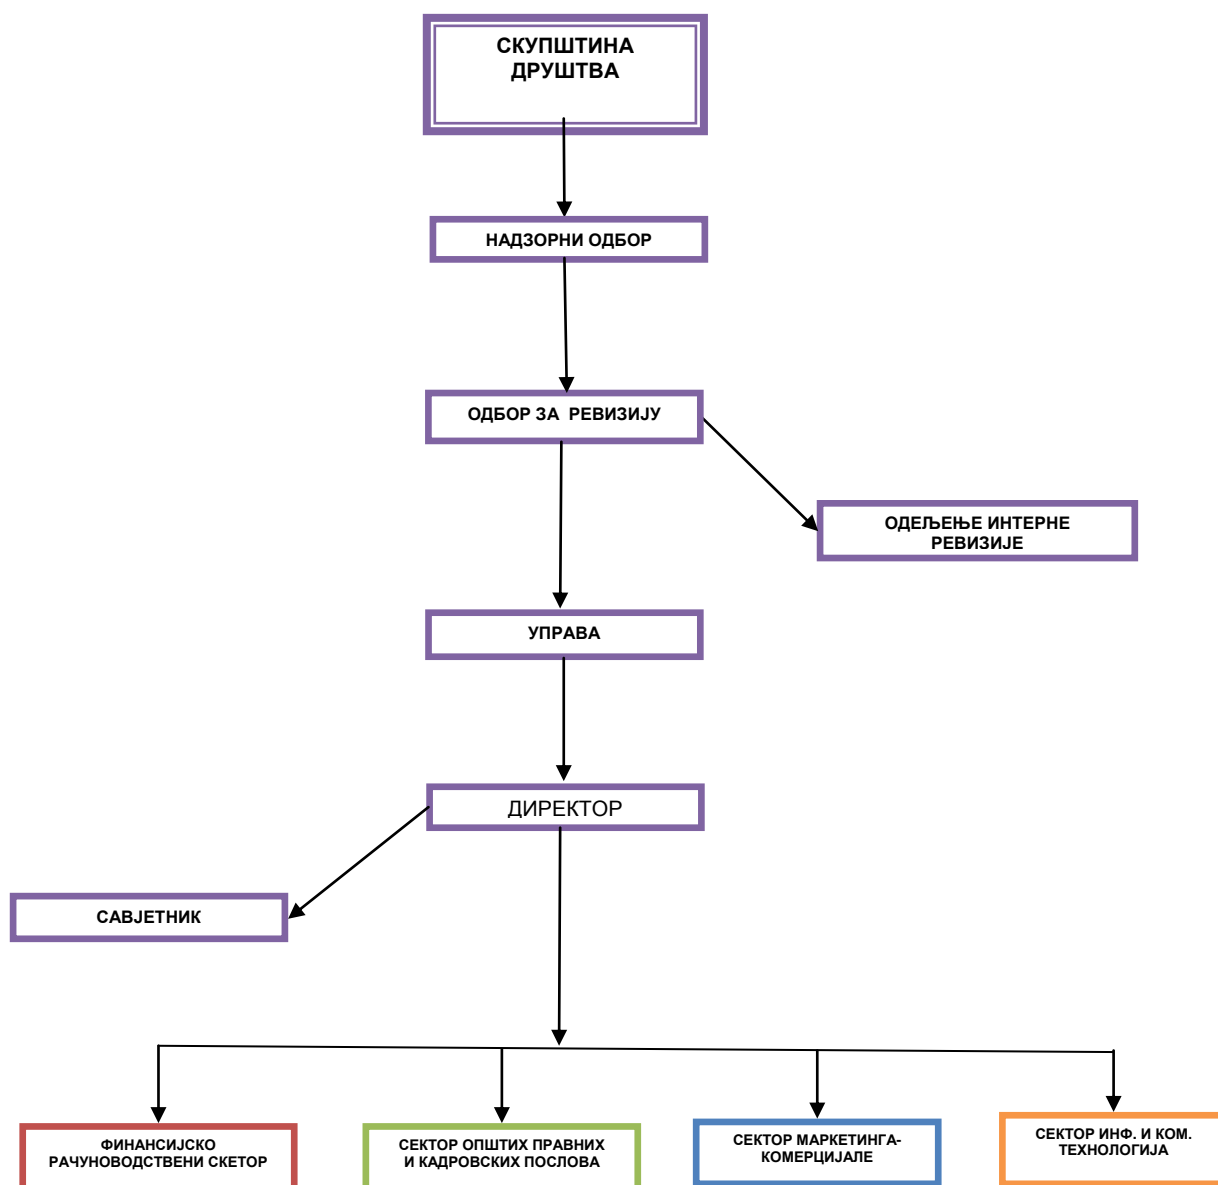 СКУПШТИНА
ДРУШТВА
НАДЗОРНИ ОДБОР
ОДБОР ЗА РЕВИЗИЈУ
ОДЕЉЕЊЕ ИНТЕРНЕ
РЕВИЗИЈЕ
УПРАВА
ДИРЕКТОР
САВЈЕТНИК
ФИНАНСИЈСКО
РАЧУНОВОДСТВЕНИ СКЕТОР
СЕКТОР ОПШТИХ ПРАВНИХ
И КАДРОВСКИХ ПОСЛОВА
СЕКТОР МАРКЕТИНГА-
КОМЕРЦИЈАЛЕ
СЕКТОР ИНФ. И КОМ.
ТЕХНОЛОГИЈА